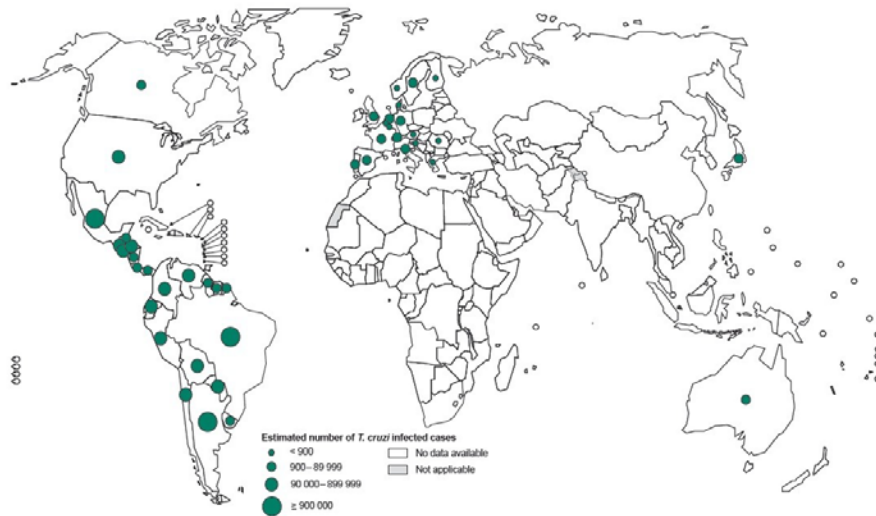 Estimated number of T. cruzi infected cases
< 900
900–89 999
90 000–899 999
≥ 900 000
No data available
Not applicable